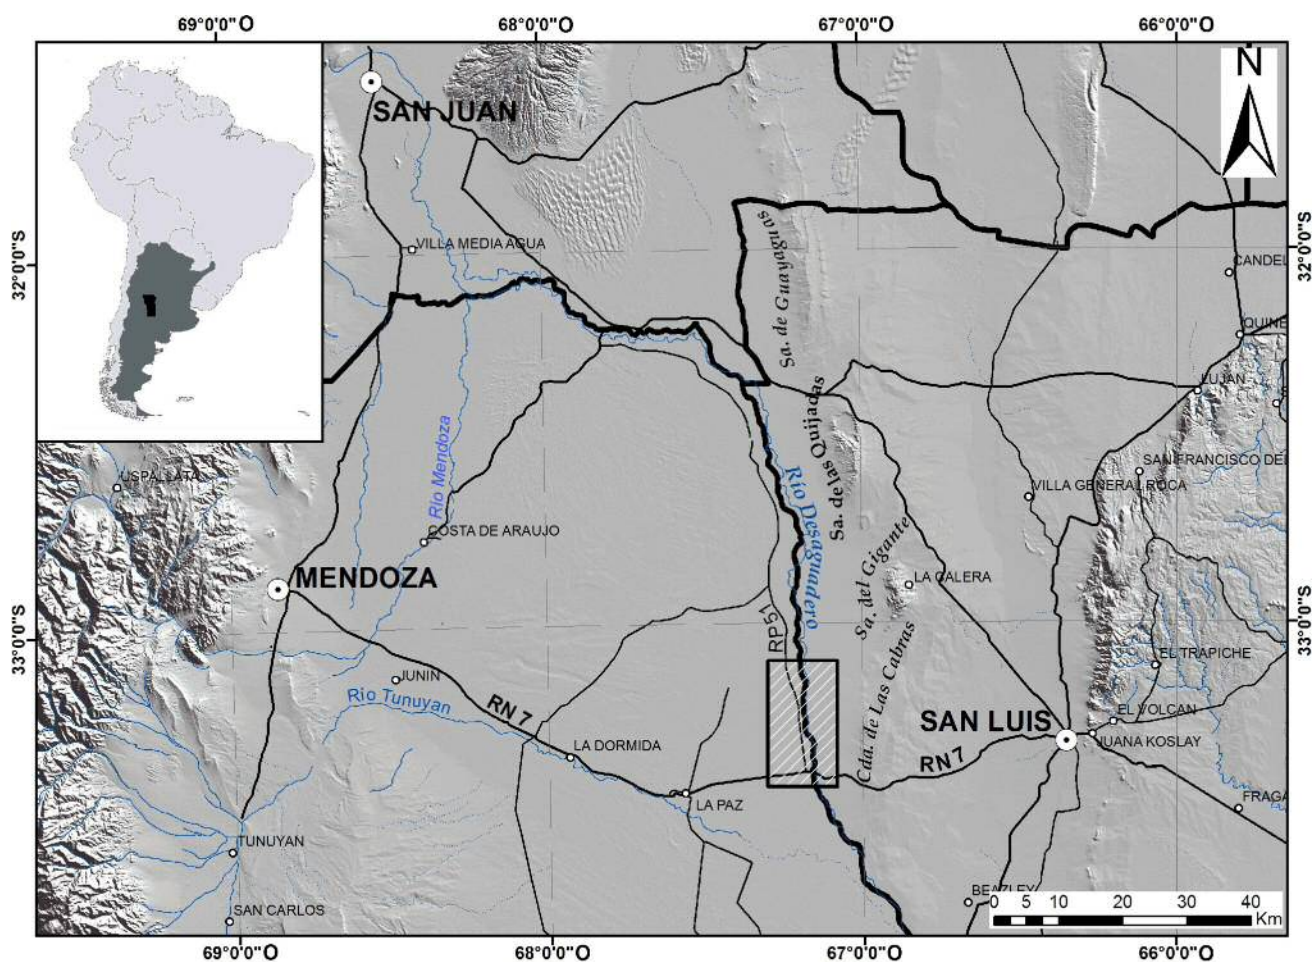 69°0'0"O 68°0'0"O 67°0'0"O 66°0'0"O
N
SAN JUAN
32°0'0"S
32°0'0"S
VILLA MEDIA AGUA
Sa. de Guayaguas
CANDEL
QUINE
LUJAN
S
Sa. de las Quijadas
Río Mendoza
Río Desaguadero
USPALLATA
SAN FRANCISCO DEL
VILLA GENERAL ROCA
COSTA DE ARAUJO
MENDOZA
Sa. del Gigante
LA CALERA
33°0'0"S
33°0'0"S
RP51
EL TRAPICHE
JUNIN
Río Tunuyan
RN 7
Cda. de Las Cabras
SAN LUIS
EL VOLCAN
JUANA KOSLAY
LA DORMIDA
RN 7
LA PAZ
FRAGA
TUNUYAN
BEAZLEY
SAN CARLOS
0 5 10 20 30 40
Km
69°0'0"O 68°0'0"O 67°0'0"O 66°0'0"O